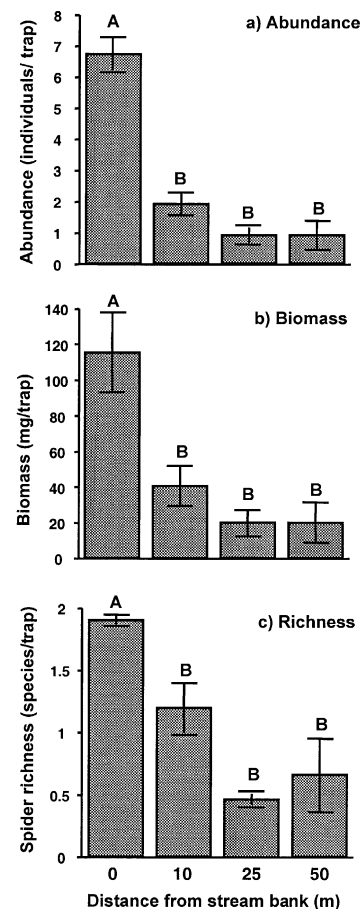 a) Abundance
Abundance (individuals/ trap)
8
7
6
5
4
3
2
1
0
A
B
B
B
b) Biomass
Biomass (mg/trap)
140
120
100
80
60
40
20
0
A
B
B
B
c) Richness
Spider richness (species/trap)
2
1.5
1
0.5
0
A
B
B
B
0 10 25 50
Distance from stream bank (m)